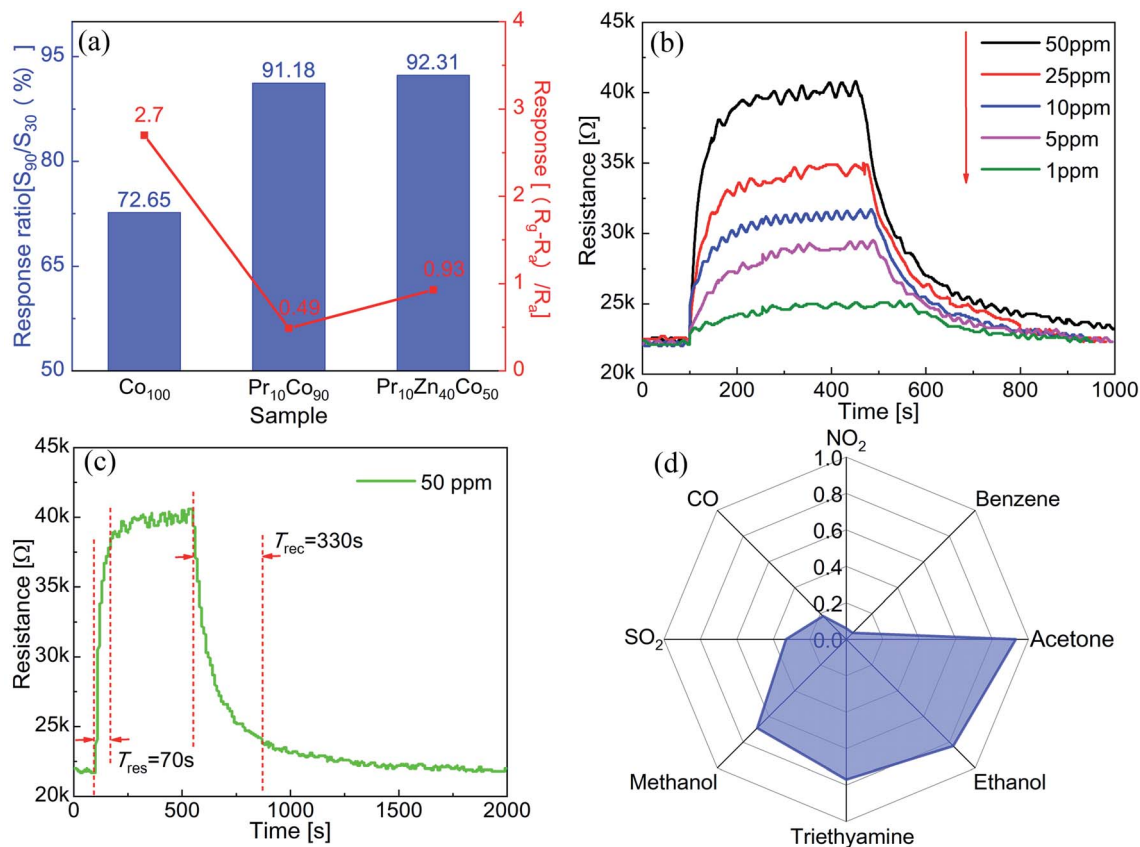 (a)
Response ratio[S90/S30 (%) ]
95
80
65
50
72.65
91.18
92.31
2.7
0.49
0.93
4
3
2
1
0
Response [ (Rg-Ra) /Ra]
Co100
Pr10Co90
Pr10Zn40Co50
Sample
(b)
Resistance [Ω]
45k
40k
35k
30k
25k
20k
50ppm
25ppm
10ppm
5ppm
1ppm
0
200
400
600
800
1000
Time [s]
(c)
Resistance [Ω]
45k
40k
35k
30k
25k
20k
50 ppm
Trec=330s
Tres=70s
0
500
1000
1500
2000
Time [s]
(d)
NO2
1.0
0.8
0.6
0.4
0.2
0.0
Benzene
Acetone
Ethanol
Triethyamine
Methanol
SO2
CO